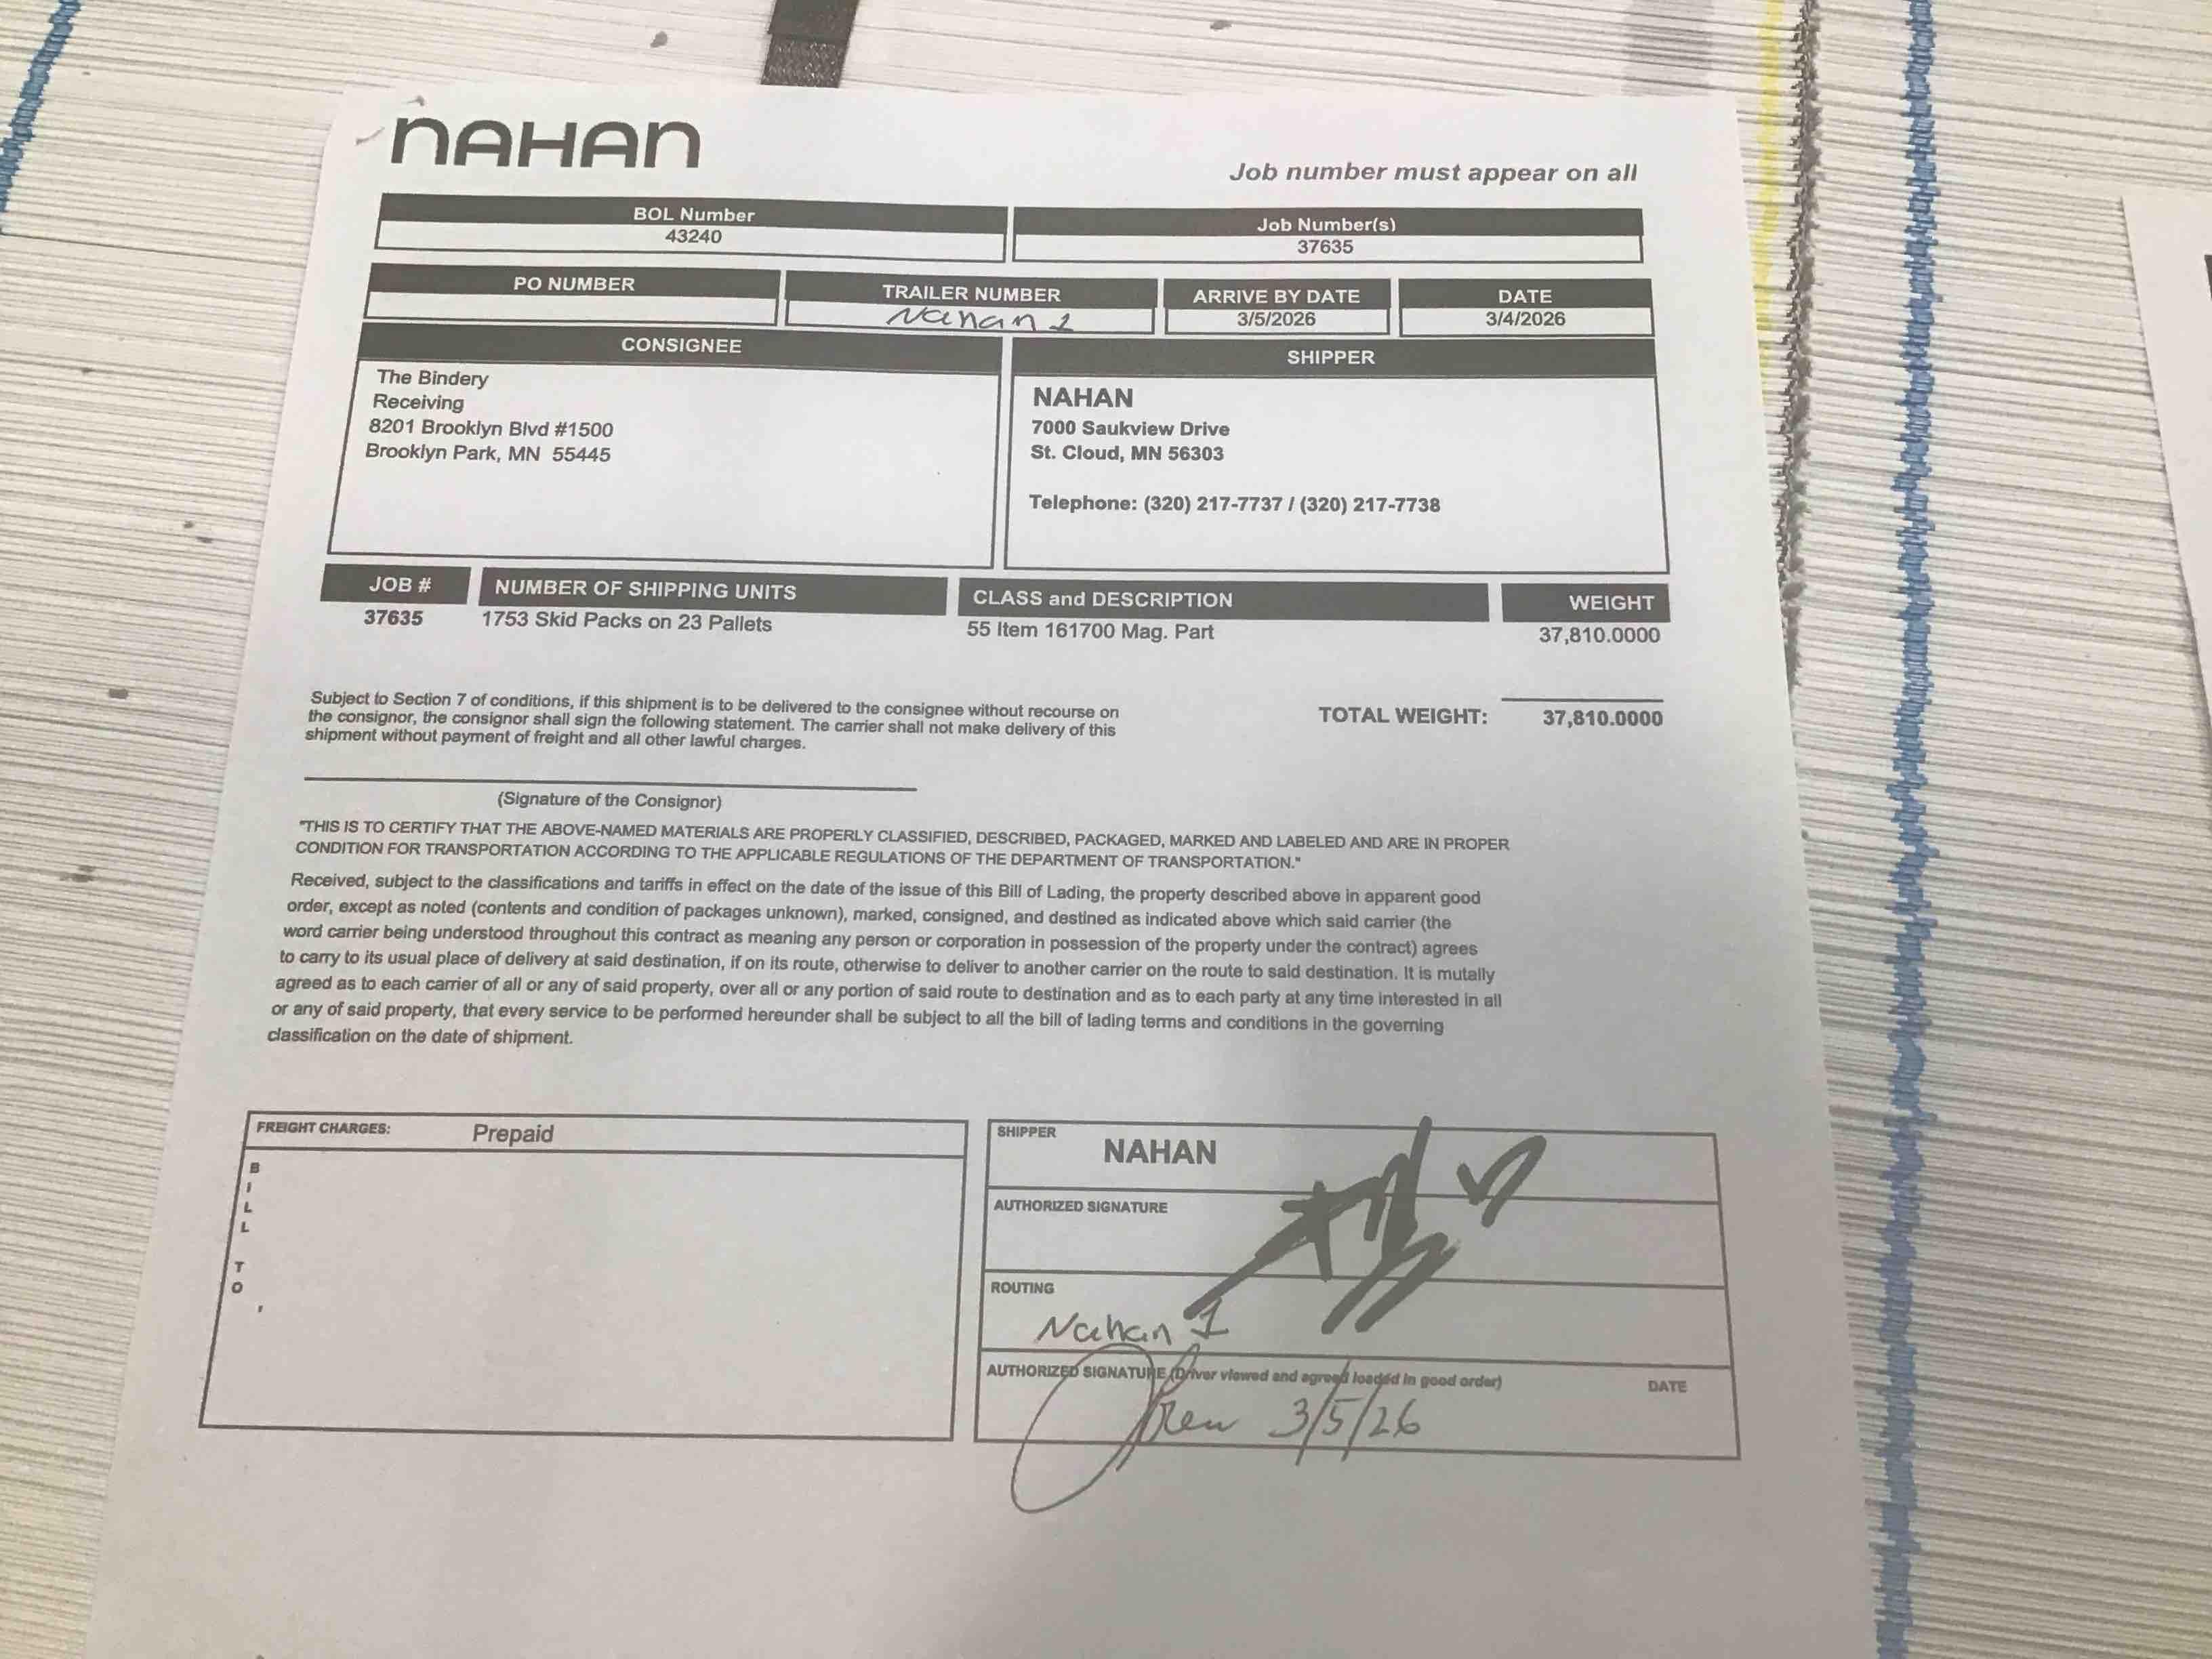 nAHAn
Job number must appear on all
BOL Number
43240
Job Number(s)
37635
PO NUMBER
TRAILER NUMBER
Nahan 1
ARRIVE BY DATE
3/5/2026
DATE
3/4/2026
CONSIGNEE
The Bindery
Receiving
8201 Brooklyn Blvd #1500
Brooklyn Park, MN 55445
SHIPPER
NAHAN
7000 Saukview Drive
St. Cloud, MN 56303
Telephone: (320) 217-7737 / (320) 217-7738
JOB # NUMBER OF SHIPPING UNITS CLASS and DESCRIPTION WEIGHT
37635 1753 Skid Packs on 23 Pallets 55 Item 161700 Mag. Part 37,810.0000
Subject to Section 7 of conditions, if this shipment is to be delivered to the consignee without recourse on
the consignor, the consignor shall sign the following statement. The carrier shall not make delivery of this
shipment without payment of freight and all other lawful charges.
TOTAL WEIGHT: 37,810.0000
(Signature of the Consignor)
"THIS IS TO CERTIFY THAT THE ABOVE-NAMED MATERIALS ARE PROPERLY CLASSIFIED, DESCRIBED, PACKAGED, MARKED AND LABELED AND ARE IN PROPER
CONDITION FOR TRANSPORTATION ACCORDING TO THE APPLICABLE REGULATIONS OF THE DEPARTMENT OF TRANSPORTATION."
Received, subject to the classifications and tariffs in effect on the date of the issue of this Bill of Lading, the property described above in apparent good
order, except as noted (contents and condition of packages unknown), marked, consigned, and destined as indicated above which said carrier (the
word carrier being understood throughout this contract as meaning any person or corporation in possession of the property under the contract) agrees
to carry to its usual place of delivery at said destination, if on its route, otherwise to deliver to another carrier on the route to said destination. It is mutally
agreed as to each carrier of all or any of said property, over all or any portion of said route to destination and as to each party at any time interested in all
or any of said property, that every service to be performed hereunder shall be subject to all the bill of lading terms and conditions in the governing
classification on the date of shipment.
FREIGHT CHARGES: Prepaid
BILL TO
SHIPPER NAHAN
AUTHORIZED SIGNATURE
ROUTING
Nahan 1
AUTHORIZED SIGNATURE (Driver viewed and agreed loaded in good order) DATE
3/5/26